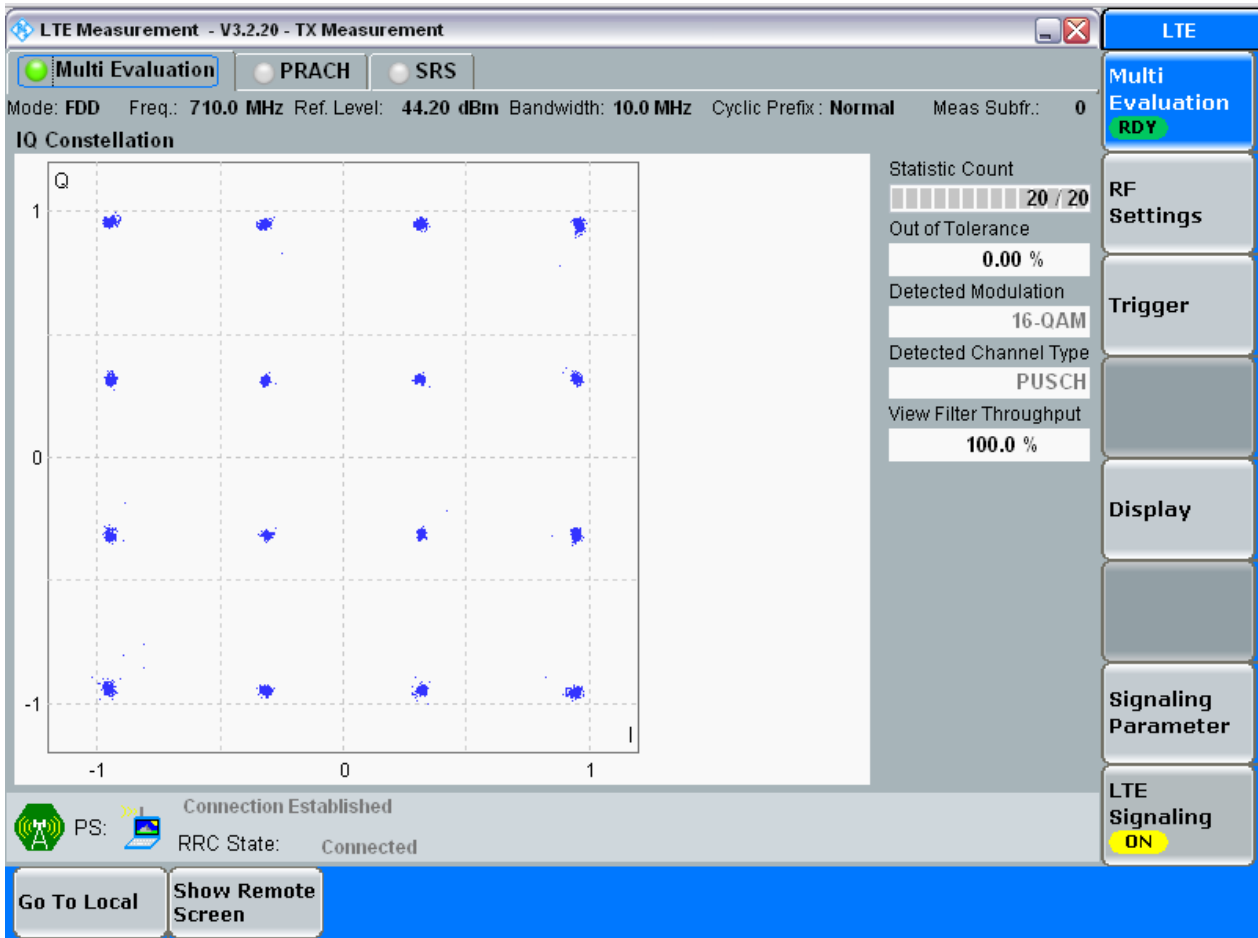 LTE Measurement - V3.2.20 - TX Measurement
LTE
Multi Evaluation PRACH SRS
Mode: FDD Freq.: 710.0 MHz Ref. Level: 44.20 dBm Bandwidth: 10.0 MHz Cyclic Prefix : Normal Meas Subfr.: 0
IQ Constellation
Q
1
0
-1
I
-1 0 1
Statistic Count
20 / 20
Out of Tolerance
0.00 %
Detected Modulation
16-QAM
Detected Channel Type
PUSCH
View Filter Throughput
100.0 %
Multi
Evaluation
RDY
RF
Settings
Trigger
Display
Signaling
Parameter
LTE
Signaling
ON
PS:
Connection Established
RRC State: Connected
Go To Local
Show Remote
Screen